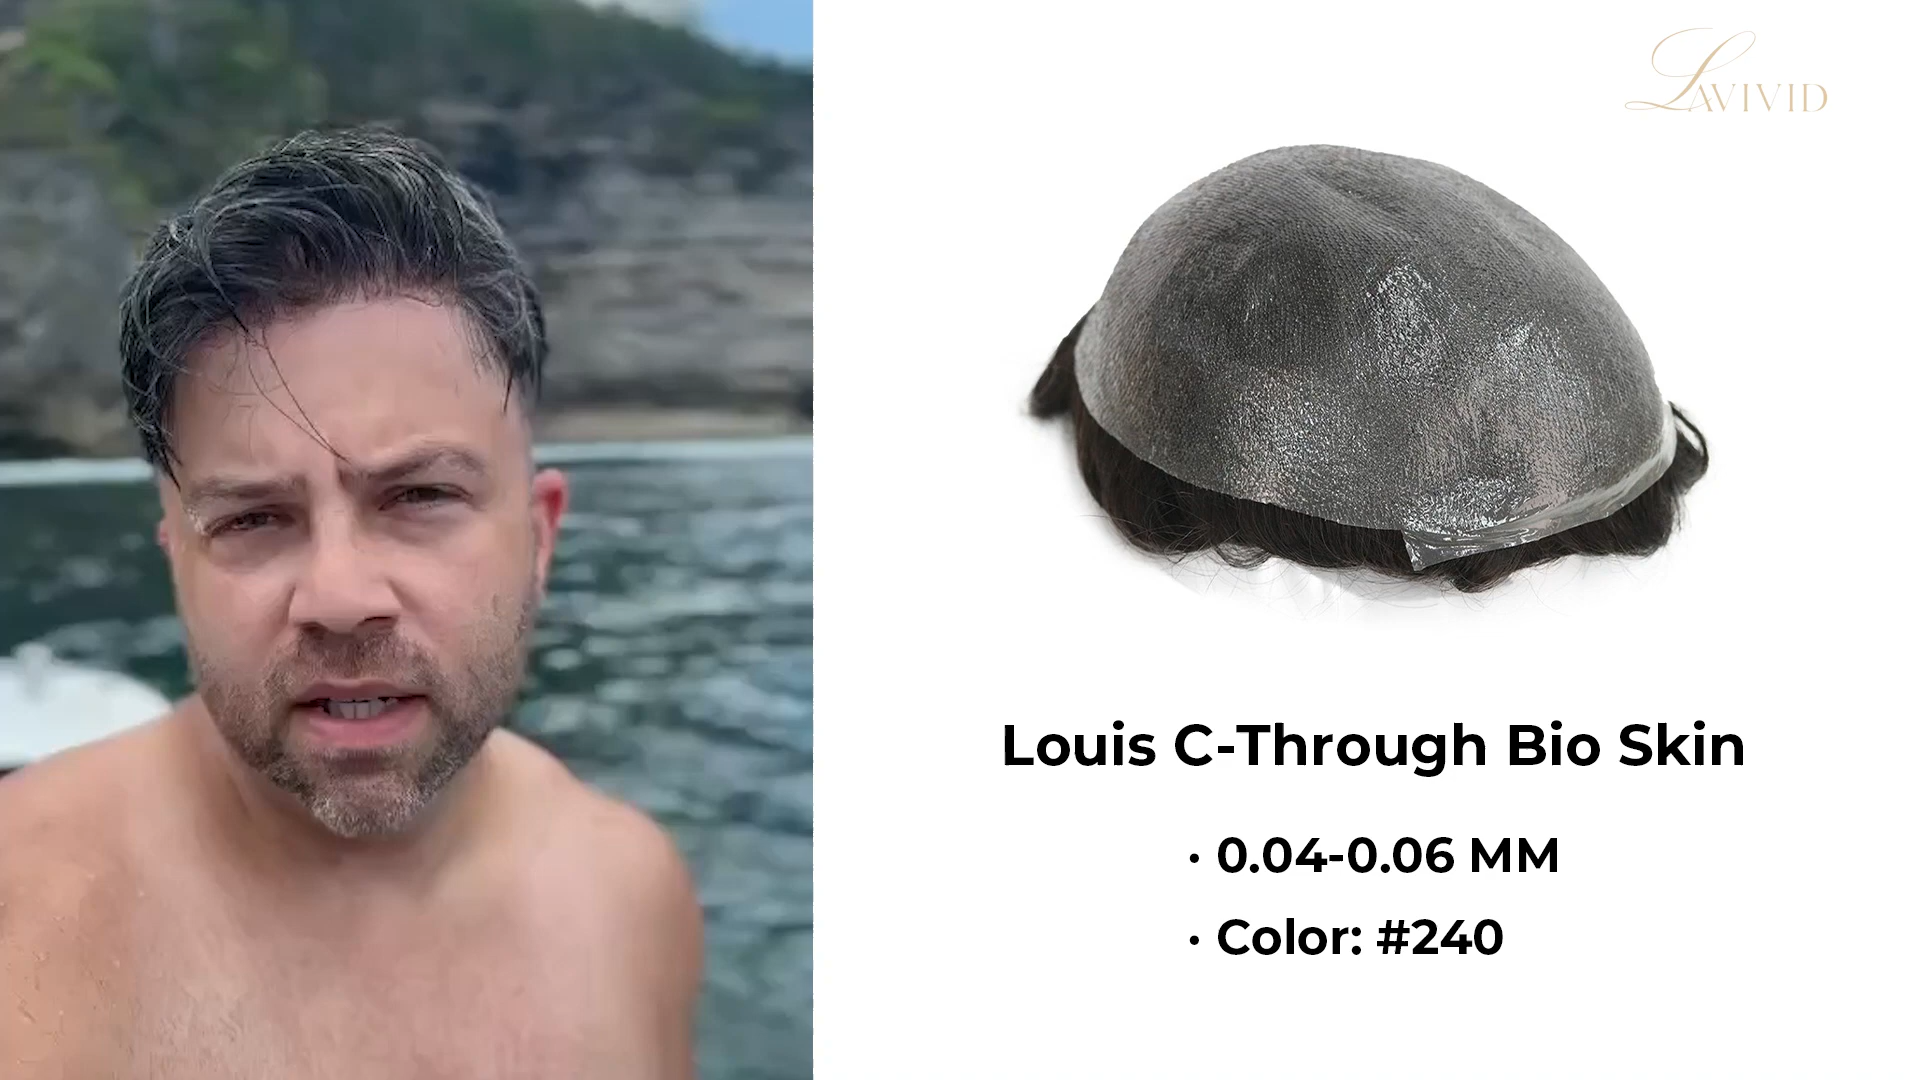 LAVIVID
Louis C-Through Bio Skin
· 0.04-0.06 MM
· Color: #240